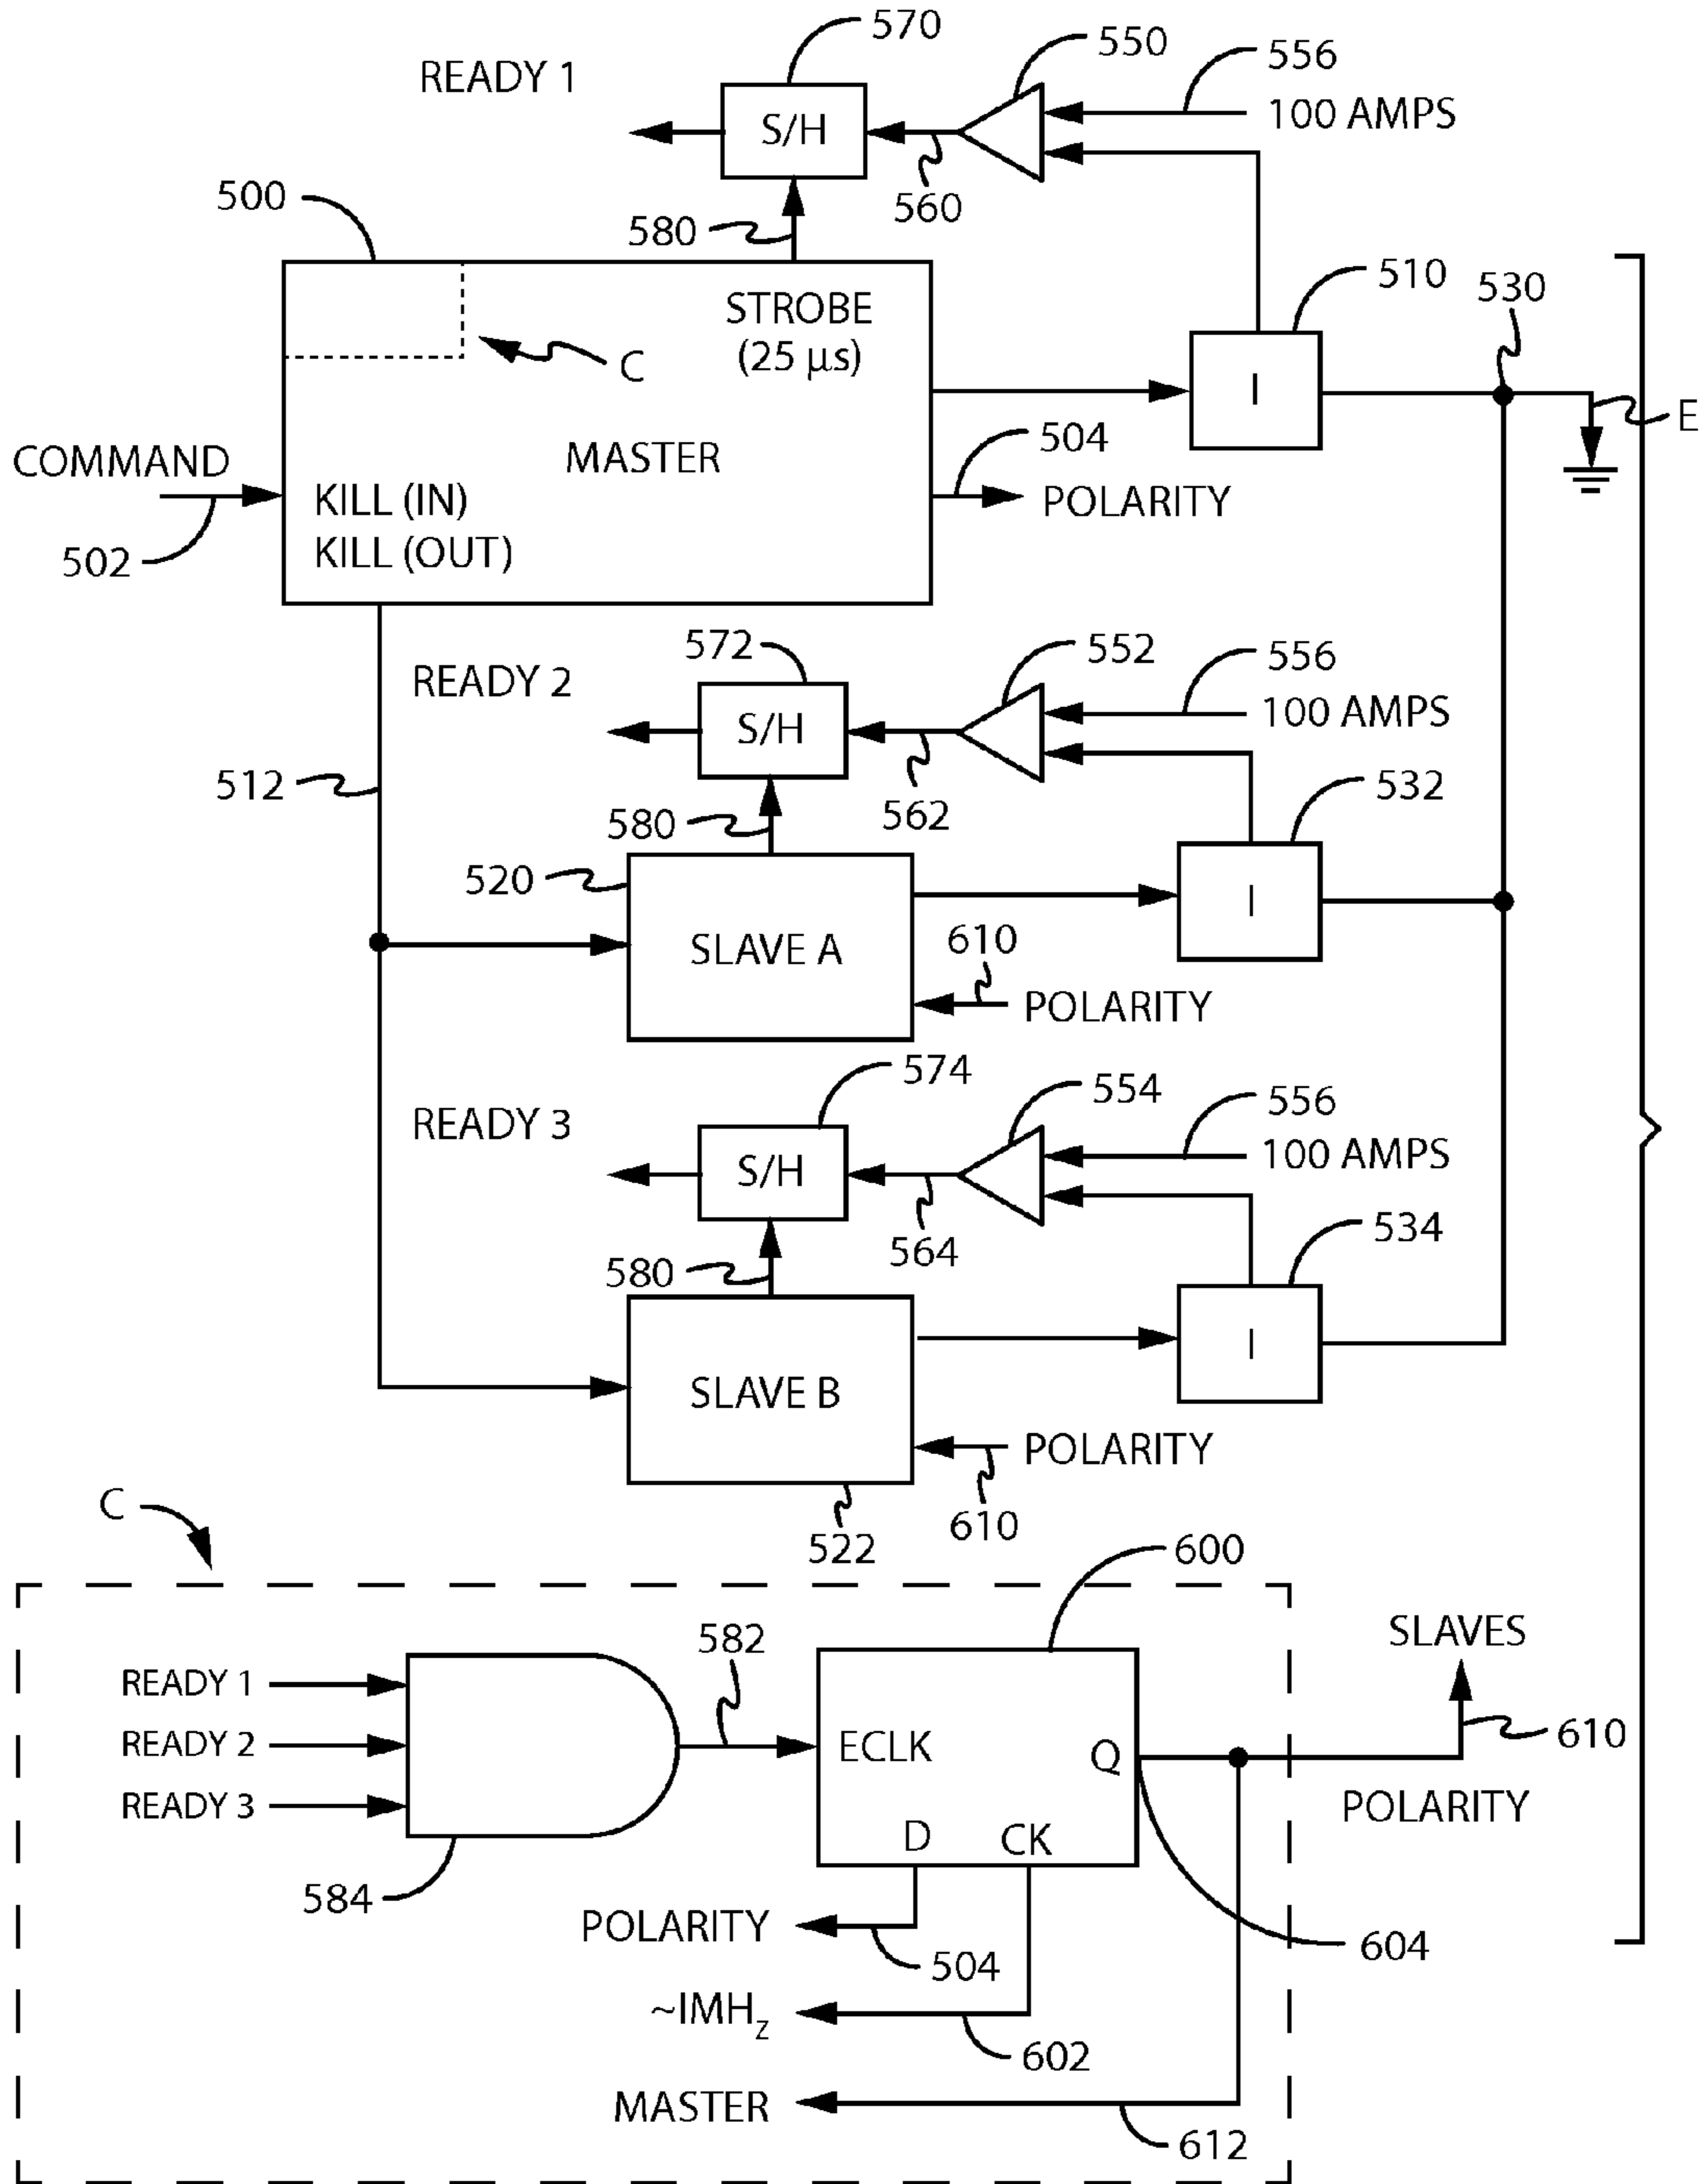 570
550
556
READY 1
S/H
100 AMPS
560
500
580
510
530
STROBE
(25 μs)
C
I
E
COMMAND
MASTER
504
KILL (IN)
POLARITY
KILL (OUT)
502
572
552
556
READY 2
S/H
100 AMPS
512
562
532
580
520
I
SLAVE A
610
POLARITY
574
554
556
READY 3
S/H
100 AMPS
534
564
580
I
SLAVE B
POLARITY
C
610
522
600
582
SLAVES
READY 1
READY 2
ECLK
Q
610
READY 3
POLARITY
D
CK
584
POLARITY
604
504
~IMHz
602
MASTER
612